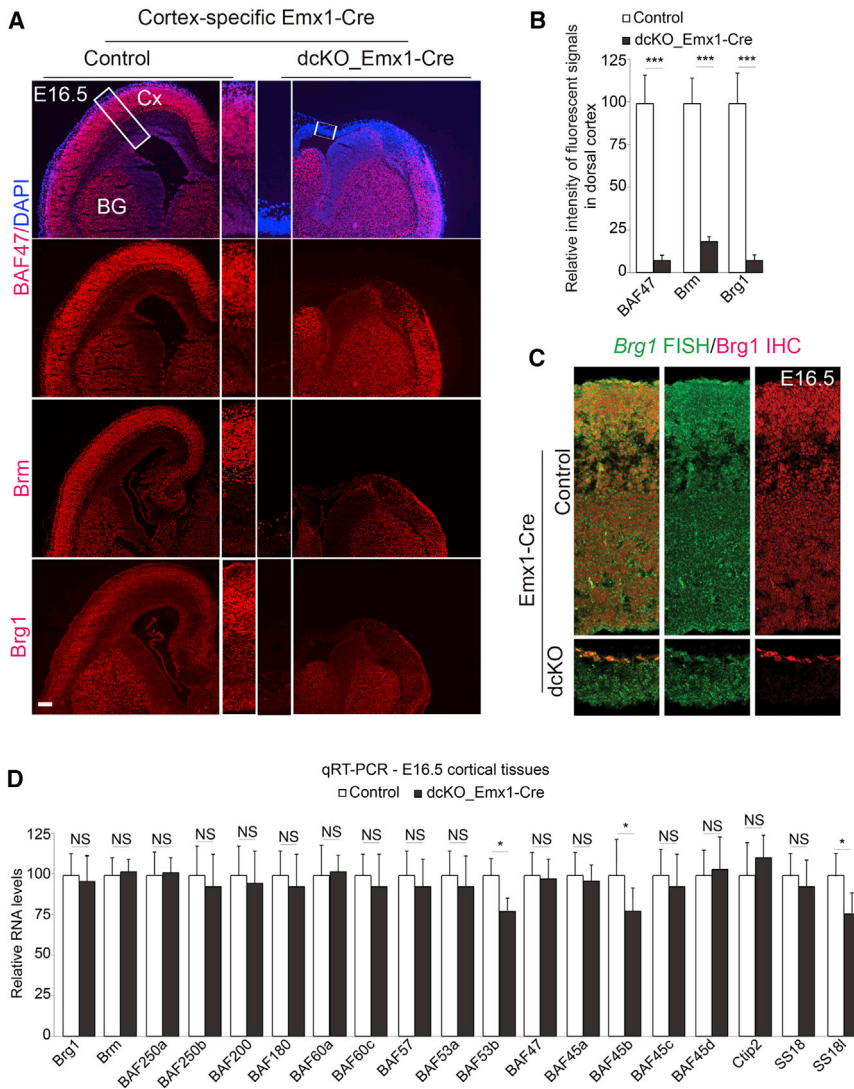 A
Cortex-specific Emx1-Cre
Control
dcKO_Emx1-Cre
E16.5
Cx
BG
BAF47/DAPI
Brm
Brg1
B
Control
dcKO_Emx1-Cre
Relative intensity of fluorescent signals
in dorsal cortex
125
100
75
50
25
0
***
***
***
BAF47
Brm
Brg1
C
Brg1 FISH/Brg1 IHC
E16.5
Emx1-Cre
Control
dcKO
D
qRT-PCR - E16.5 cortical tissues
Control
dcKO_Emx1-Cre
Relative RNA levels
125
100
75
50
25
0
NS
NS
NS
NS
NS
NS
NS
NS
NS
NS
*
NS
NS
*
NS
NS
NS
NS
*
Brg1
Brm
BAF250a
BAF250b
BAF200
BAF180
BAF60a
BAF60c
BAF57
BAF53a
BAF53b
BAF47
BAF45a
BAF45b
BAF45c
BAF45d
Ctip2
SS18
SS18l